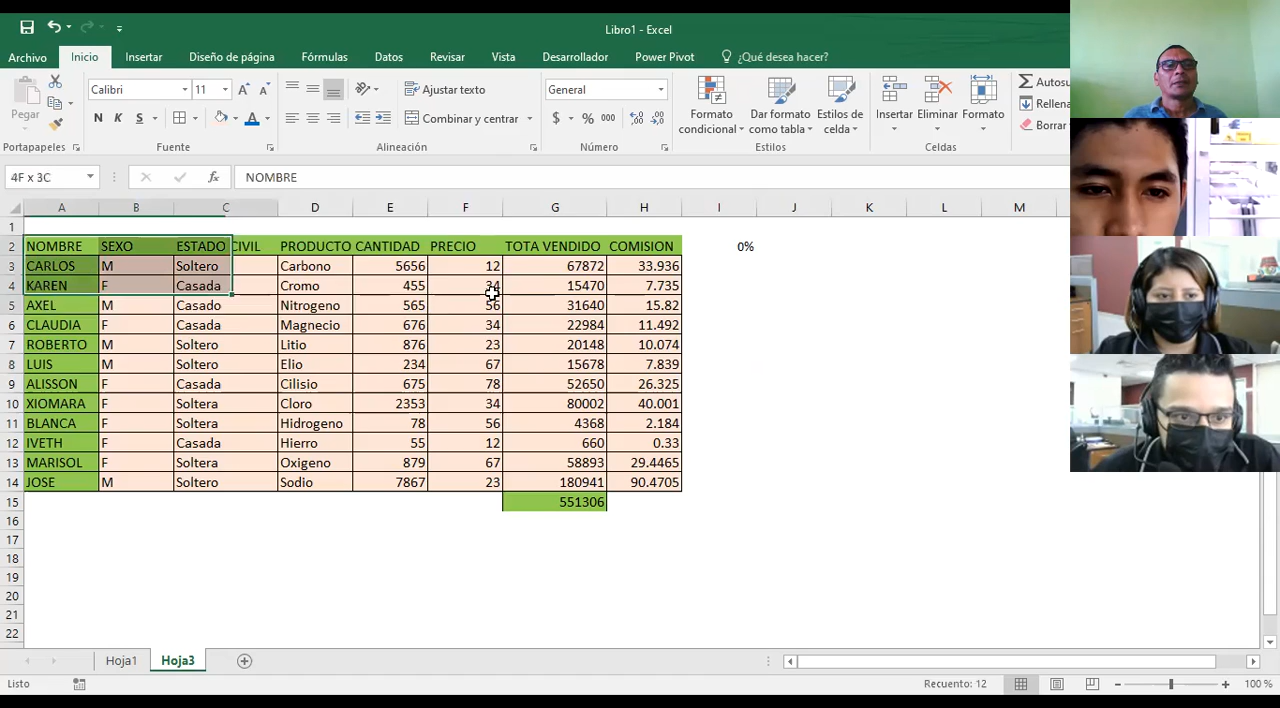 Libro1 - Excel
Archivo Inicio Insertar Diseño de página Fórmulas Datos Revisar Vista Desarrollador Power Pivot ¿Qué desea hacer?
Pegar
Calibri 11
N K S
Ajustar texto
Combinar y centrar
General
$ % 000
Formato condicional
Dar formato como tabla
Estilos de celda
Insertar Eliminar Formato
Autosu
Rellena
Borrar
Portapapeles Fuente Alineación Número Estilos Celdas
4F x 3C fx NOMBRE
A B C D E F G H I J K L M
1
2 NOMBRE SEXO ESTADO CIVIL PRODUCTO CANTIDAD PRECIO TOTA VENDIDO COMISION 0%
3 CARLOS M Soltero Carbono 5656 12 67872 33.936
4 KAREN F Casada Cromo 455 34 15470 7.735
5 AXEL M Casado Nitrogeno 565 56 31640 15.82
6 CLAUDIA F Casada Magnecio 676 34 22984 11.492
7 ROBERTO M Soltero Litio 876 23 20148 10.074
8 LUIS M Soltero Elio 234 67 15678 7.839
9 ALISSON F Casada Cilisio 675 78 52650 26.325
10 XIOMARA F Soltera Cloro 2353 34 80002 40.001
11 BLANCA F Soltera Hidrogeno 78 56 4368 2.184
12 IVETH F Casada Hierro 55 12 660 0.33
13 MARISOL F Soltera Oxigeno 879 67 58893 29.4465
14 JOSE M Soltero Sodio 7867 23 180941 90.4705
15 551306
16
17
18
19
20
21
22
Hoja1 Hoja3
Listo Recuento: 12 100 %